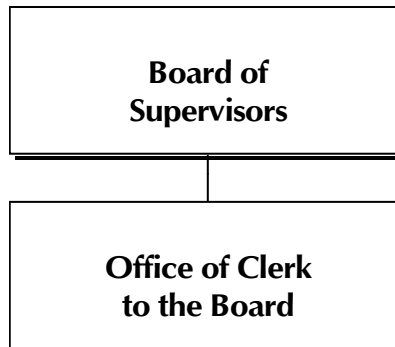 Board of
Supervisors
Office of Clerk
to the Board